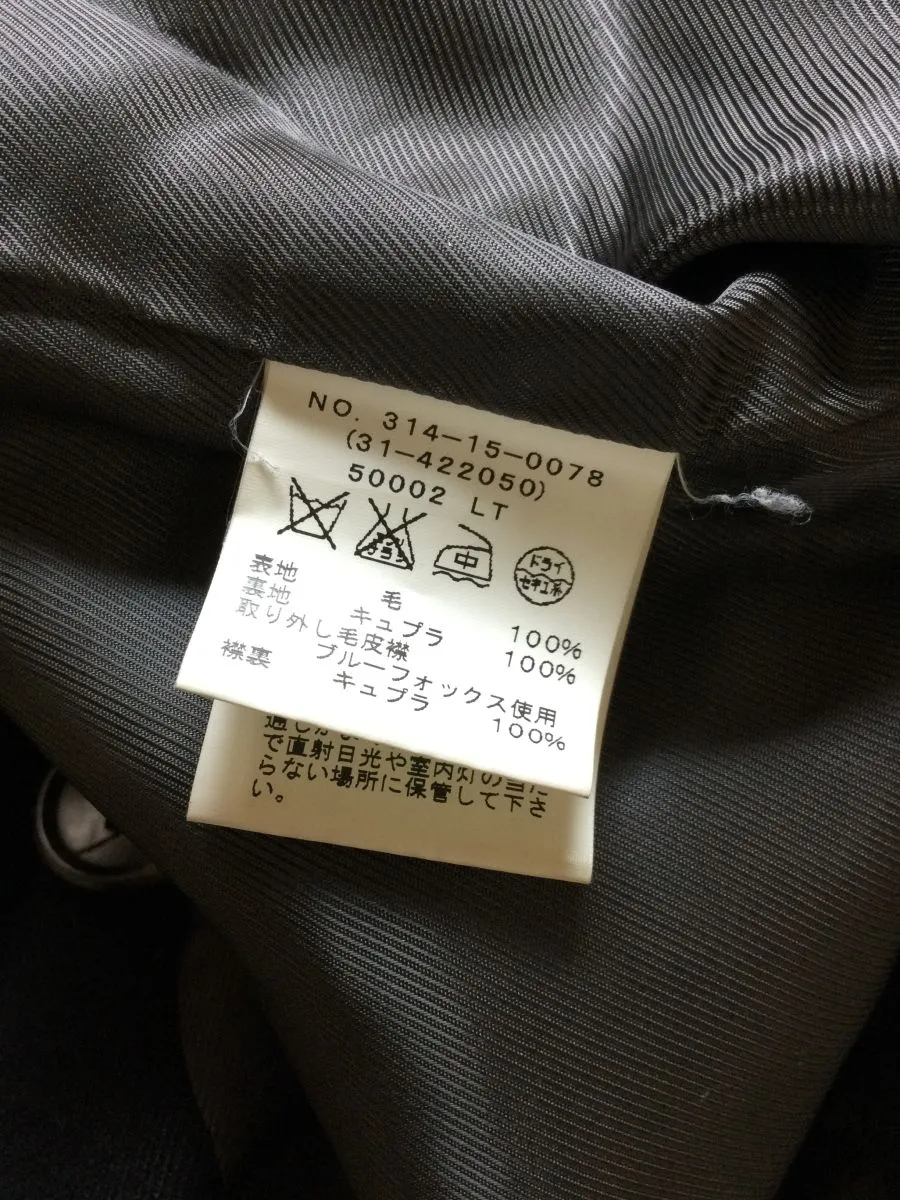 NO. 314-15-0078
(31-422050)
50002 LT
中
ドライ
セキユ系
表地 毛 100%
裏地 キュプラ 100%
取り外し毛皮襟
ブルーフォックス使用
襟裏 キュプラ 100%
で直射日光や室内灯の当た
らない場所に保管して下さ
い。